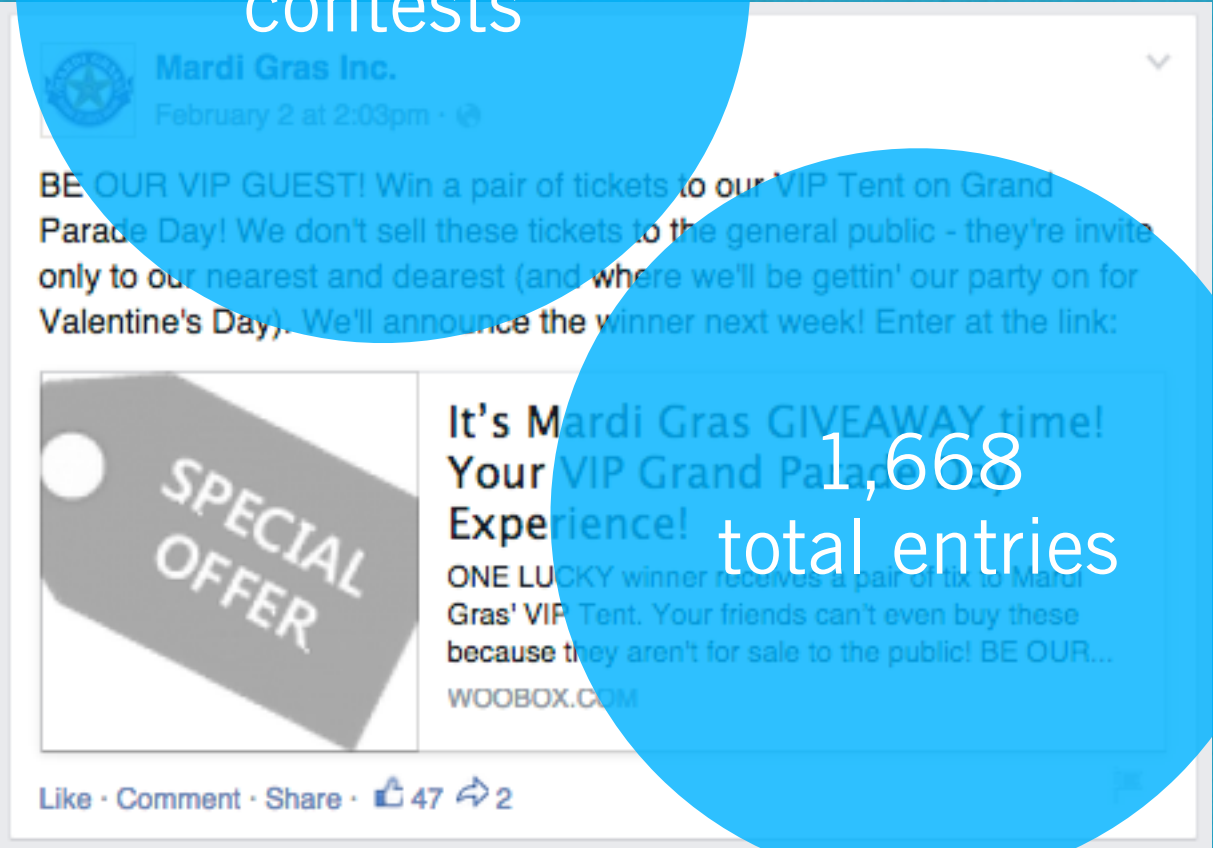 contests
MARDI GRAS
Mardi Gras Inc.
February 2 at 2:03pm ·
BE OUR VIP GUEST! Win a pair of tickets to our VIP Tent on Grand
Parade Day! We don't sell these tickets to the general public - they're invite
only to our nearest and dearest (and where we'll be gettin' our party on for
Valentine's Day). We'll announce the winner next week! Enter at the link:
SPECIAL
OFFER
It's Mardi Gras GIVEAWAY time!
Your VIP Grand Parade Day
Experience!
ONE LUCKY winner receives a pair of tix to Mardi
Gras' VIP Tent. Your friends can't even buy these
because they aren't for sale to the public! BE OUR...
WOOBOX.COM
1,668
total entries
Like · Comment · Share · 47 2